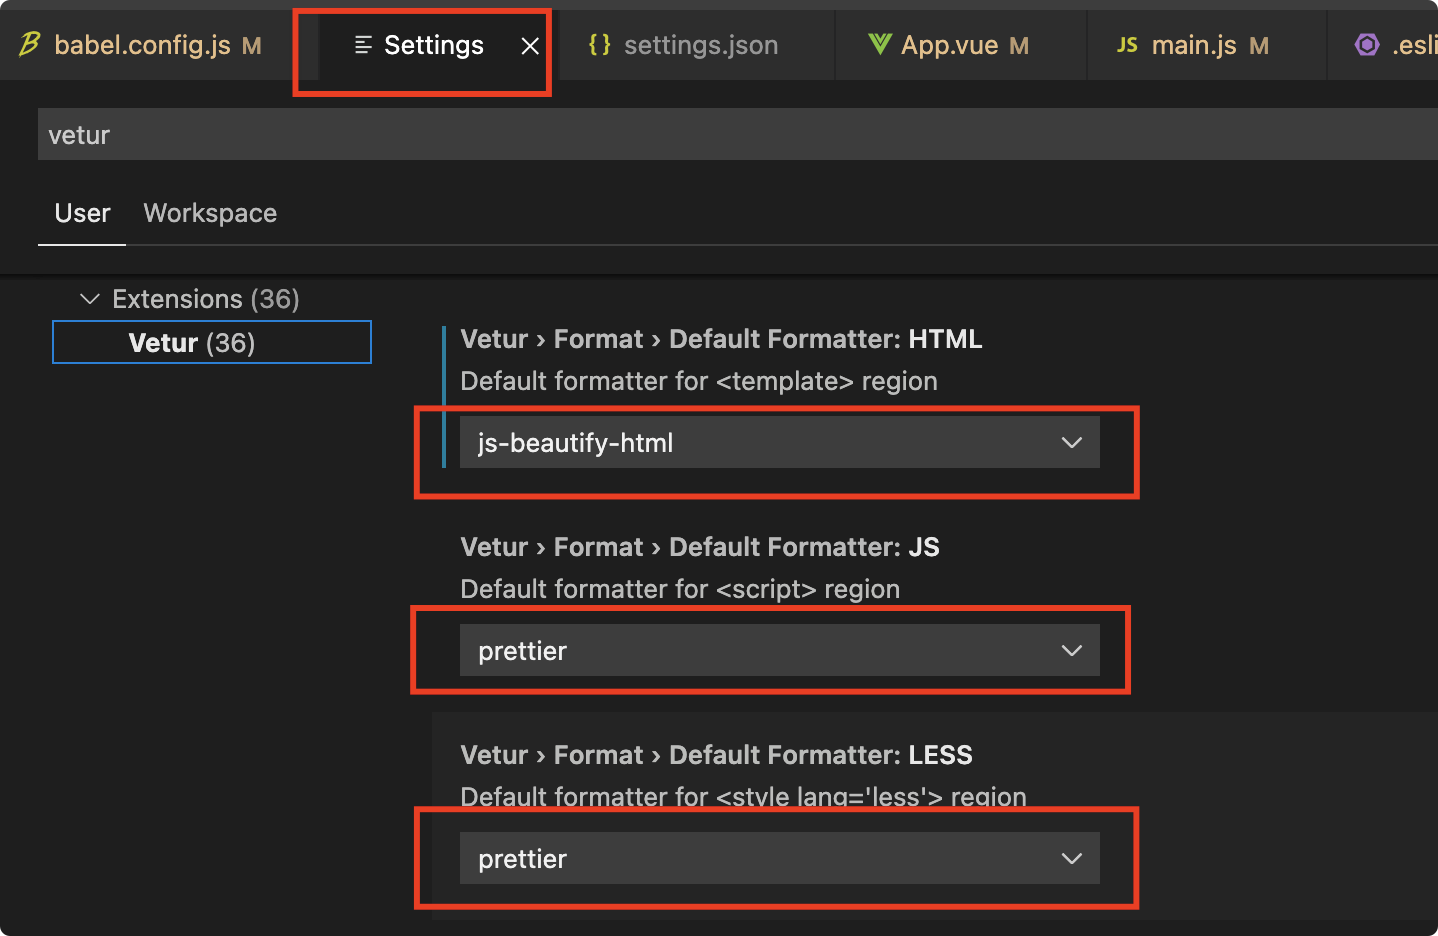 babel.config.js M
Settings
settings.json
App.vue M
JS main.js M
.esli
vetur
User
Workspace
Extensions (36)
Vetur (36)
Vetur › Format › Default Formatter: HTML
Default formatter for <template> region
js-beautify-html
Vetur › Format › Default Formatter: JS
Default formatter for <script> region
prettier
Vetur › Format › Default Formatter: LESS
Default formatter for <style lang='less'> region
prettier